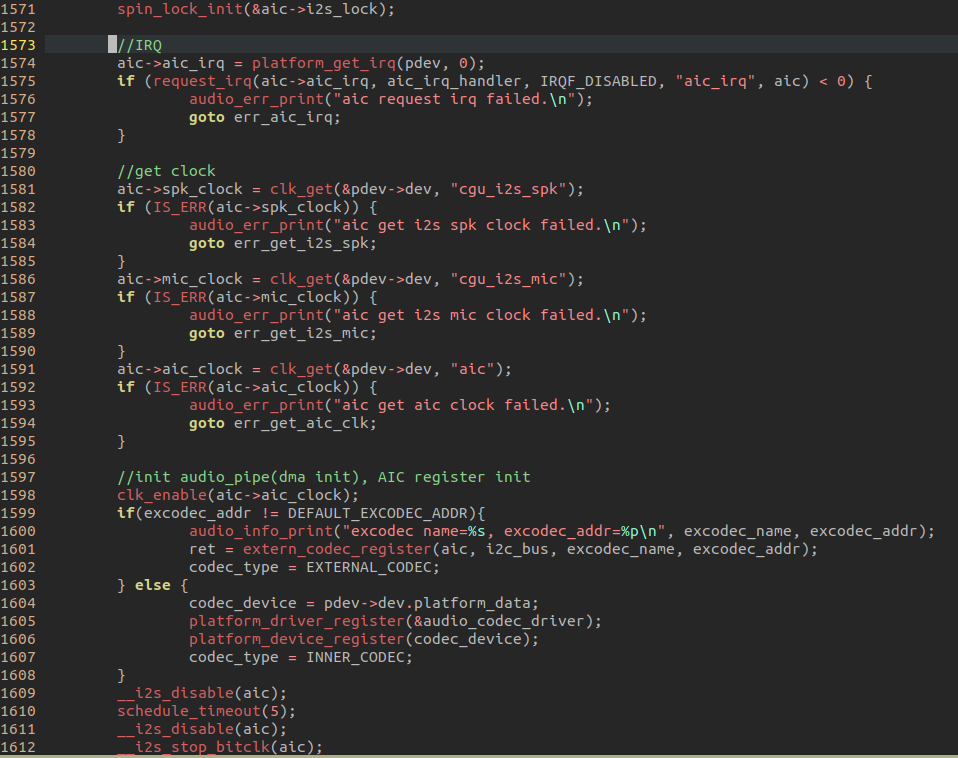 1571         spin_lock_init(&aic->i2s_lock);
1572
1573         //IRQ
1574         aic->aic_irq = platform_get_irq(pdev, 0);
1575         if (request_irq(aic->aic_irq, aic_irq_handler, IRQF_DISABLED, "aic_irq", aic) < 0) {
1576                 audio_err_print("aic request irq failed.\n");
1577                 goto err_aic_irq;
1578         }
1579
1580         //get clock
1581         aic->spk_clock = clk_get(&pdev->dev, "cgu_i2s_spk");
1582         if (IS_ERR(aic->spk_clock)) {
1583                 audio_err_print("aic get i2s spk clock failed.\n");
1584                 goto err_get_i2s_spk;
1585         }
1586         aic->mic_clock = clk_get(&pdev->dev, "cgu_i2s_mic");
1587         if (IS_ERR(aic->mic_clock)) {
1588                 audio_err_print("aic get i2s mic clock failed.\n");
1589                 goto err_get_i2s_mic;
1590         }
1591         aic->aic_clock = clk_get(&pdev->dev, "aic");
1592         if (IS_ERR(aic->aic_clock)) {
1593                 audio_err_print("aic get aic clock failed.\n");
1594                 goto err_get_aic_clk;
1595         }
1596
1597         //init audio_pipe(dma init), AIC register init
1598         clk_enable(aic->aic_clock);
1599         if(excodec_addr != DEFAULT_EXCODEC_ADDR){
1600                 audio_info_print("excodec name=%s, excodec_addr=%p\n", excodec_name, excodec_addr);
1601                 ret = extern_codec_register(aic, i2c_bus, excodec_name, excodec_addr);
1602                 codec_type = EXTERNAL_CODEC;
1603         } else {
1604                 codec_device = pdev->dev.platform_data;
1605                 platform_driver_register(&audio_codec_driver);
1606                 platform_device_register(codec_device);
1607                 codec_type = INNER_CODEC;
1608         }
1609         __i2s_disable(aic);
1610         schedule_timeout(5);
1611         __i2s_disable(aic);
1612         __i2s_stop_bitclk(aic);